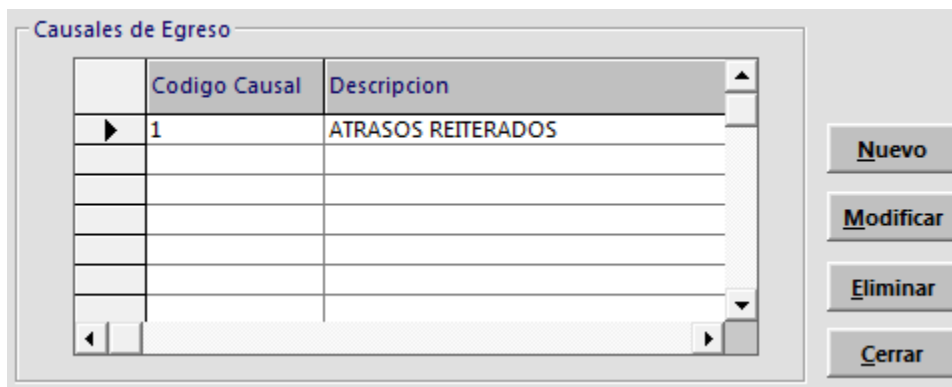 Causales de Egreso
Codigo Causal Descripcion
1 ATRASOS REITERADOS
Nuevo
Modificar
Eliminar
Cerrar